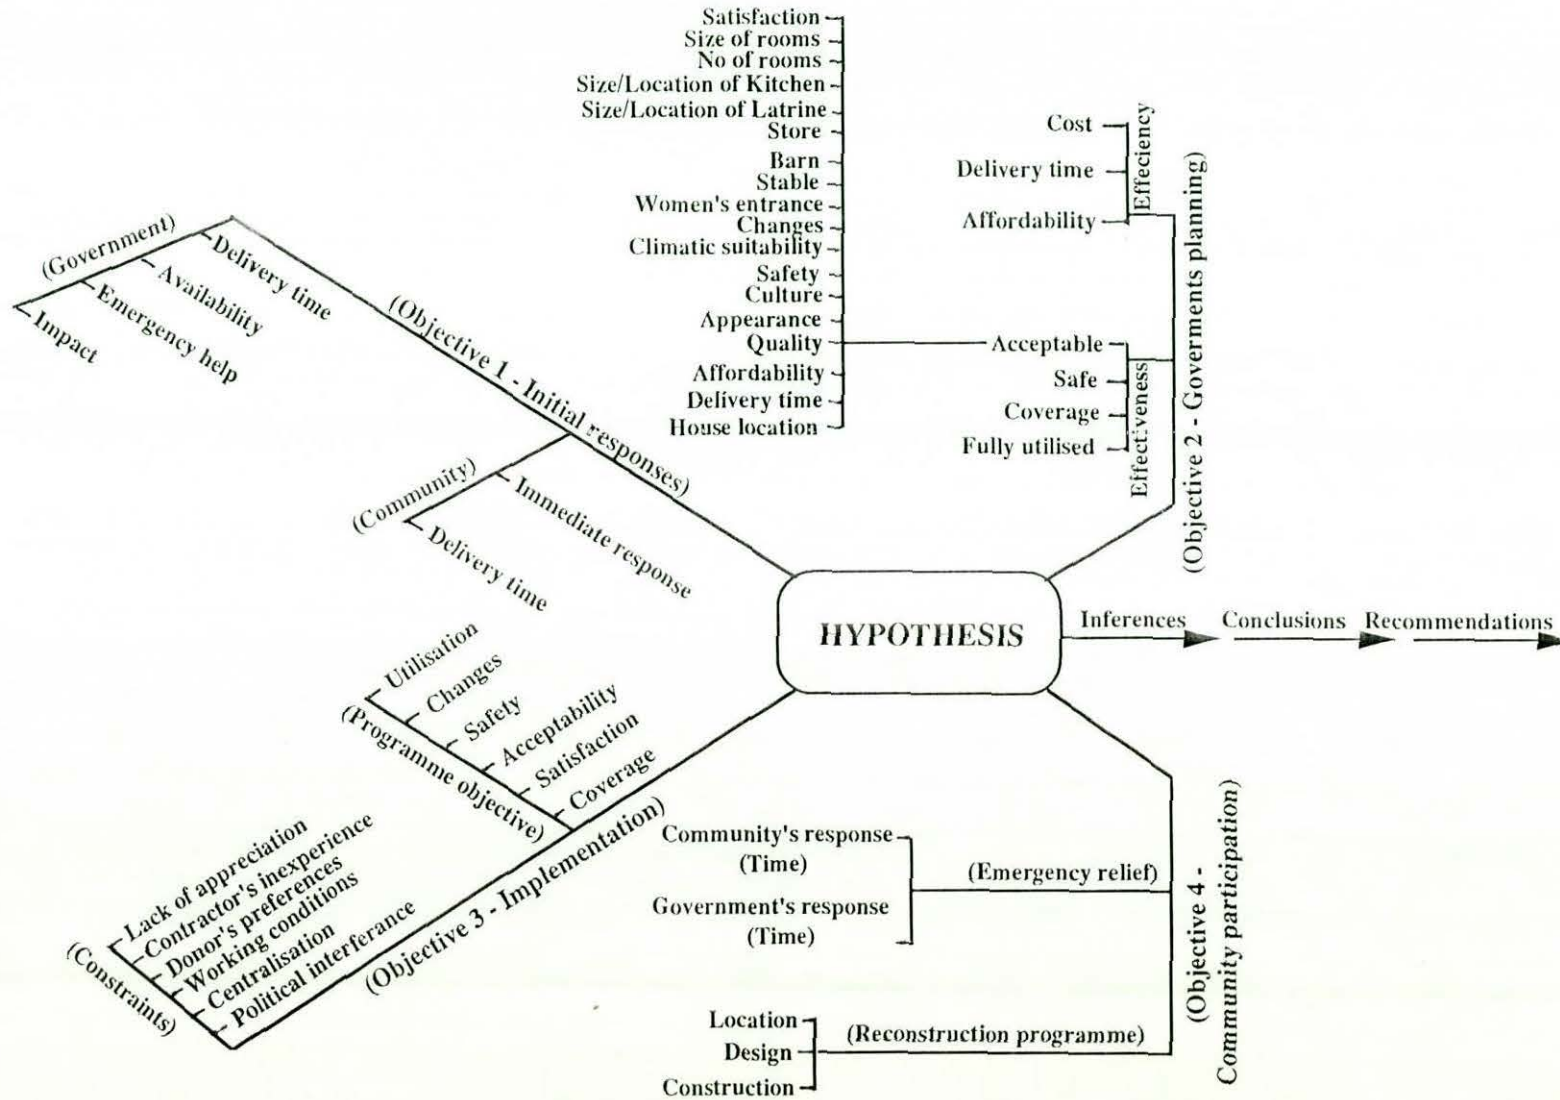 Satisfaction
Size of rooms
No of rooms
Size/Location of Kitchen
Size/Location of Latrine
Store
Barn
Stable
Women's entrance
Changes
Climatic suitability
Safety
Culture
Appearance
Quality
Affordability
Delivery time
House location
Cost
Delivery time
Affordability
Effeciency
Acceptable
Safe
Coverage
Fully utilised
Effectiveness
(Objective 2 - Goverments planning)
(Government)
Delivery time
Availability
Emergency help
Impact
(Objective 1 - Initial responses)
(Community)
Immediate response
Delivery time
HYPOTHESIS
Inferences
Conclusions
Recommendations
Utilisation
Changes
Safety
Acceptability
Satisfaction
Coverage
(Programme objective)
(Objective 3 - Implementation)
Lack of appreciation
Contractor's inexperience
Donor's preferences
Working conditions
Centralisation
Political interferance
(Constraints)
Community's response
(Time)
Government's response
(Time)
(Emergency relief)
Location
Design
Construction
(Reconstruction programme)
(Objective 4 -
Community participation)